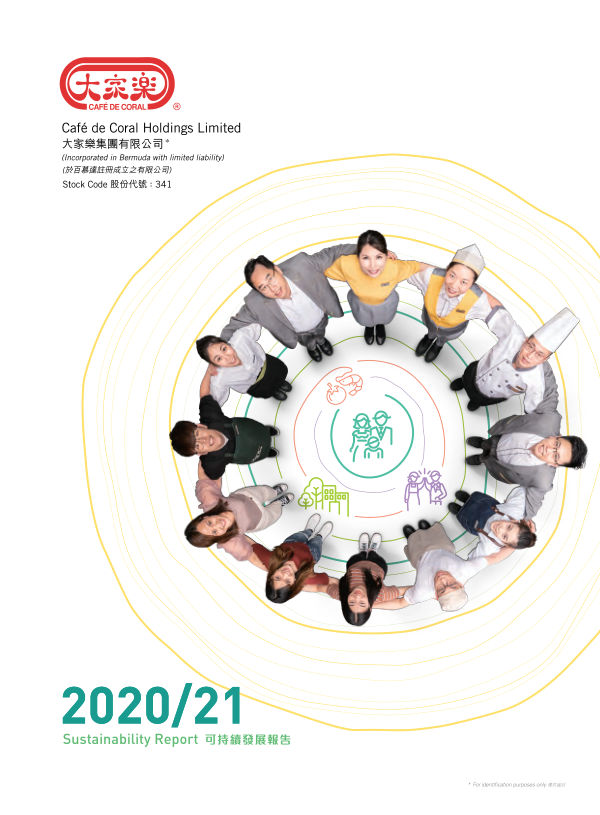 大家樂
CAFÉ DE CORAL
®
Café de Coral Holdings Limited
大家樂集團有限公司*
(Incorporated in Bermuda with limited liability)
(於百慕達註冊成立之有限公司)
Stock Code 股份代號：341
2020/21
Sustainability Report 可持續發展報告
* For identification purposes only 僅供識別